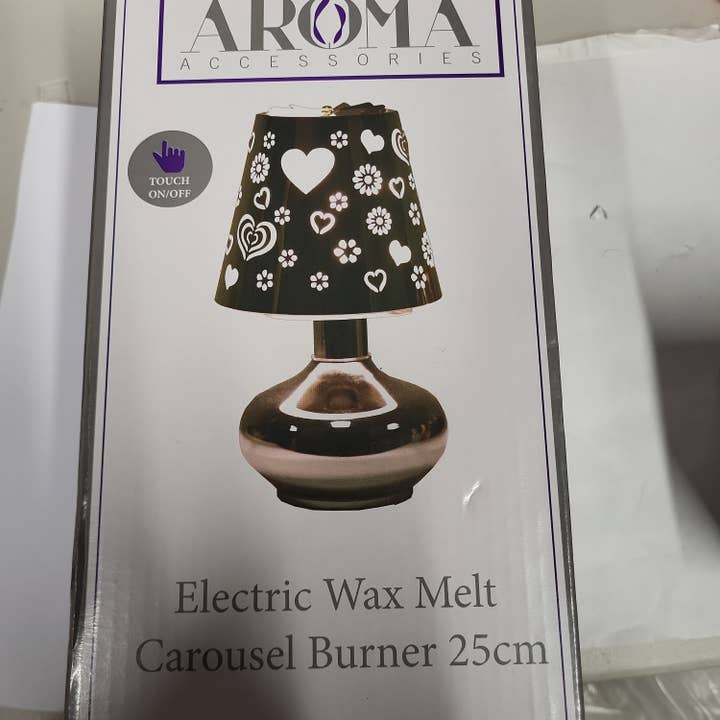 AROMA
ACCESSORIES
TOUCH
ON/OFF
Electric Wax Melt
Carousel Burner 25cm